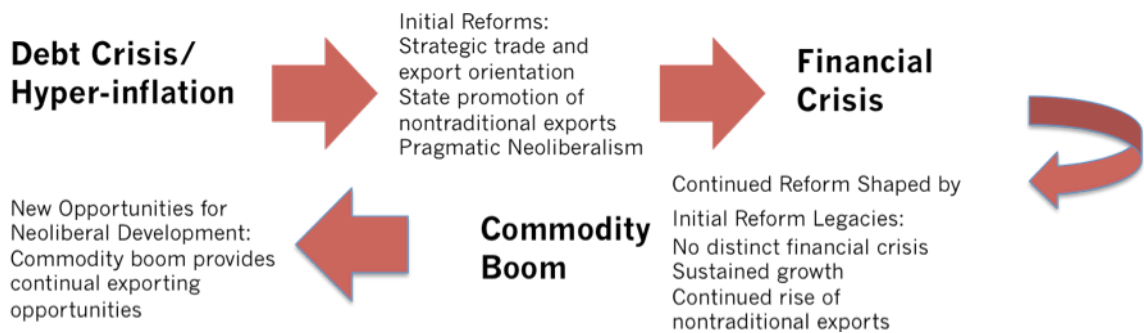 Debt Crisis/
Hyper-inflation
Initial Reforms:
Strategic trade and
export orientation
State promotion of
nontraditional exports
Pragmatic Neoliberalism
Financial
Crisis
Continued Reform Shaped by
Initial Reform Legacies:
No distinct financial crisis
Sustained growth
Continued rise of
nontraditional exports
Commodity
Boom
New Opportunities for
Neoliberal Development:
Commodity boom provides
continual exporting
opportunities